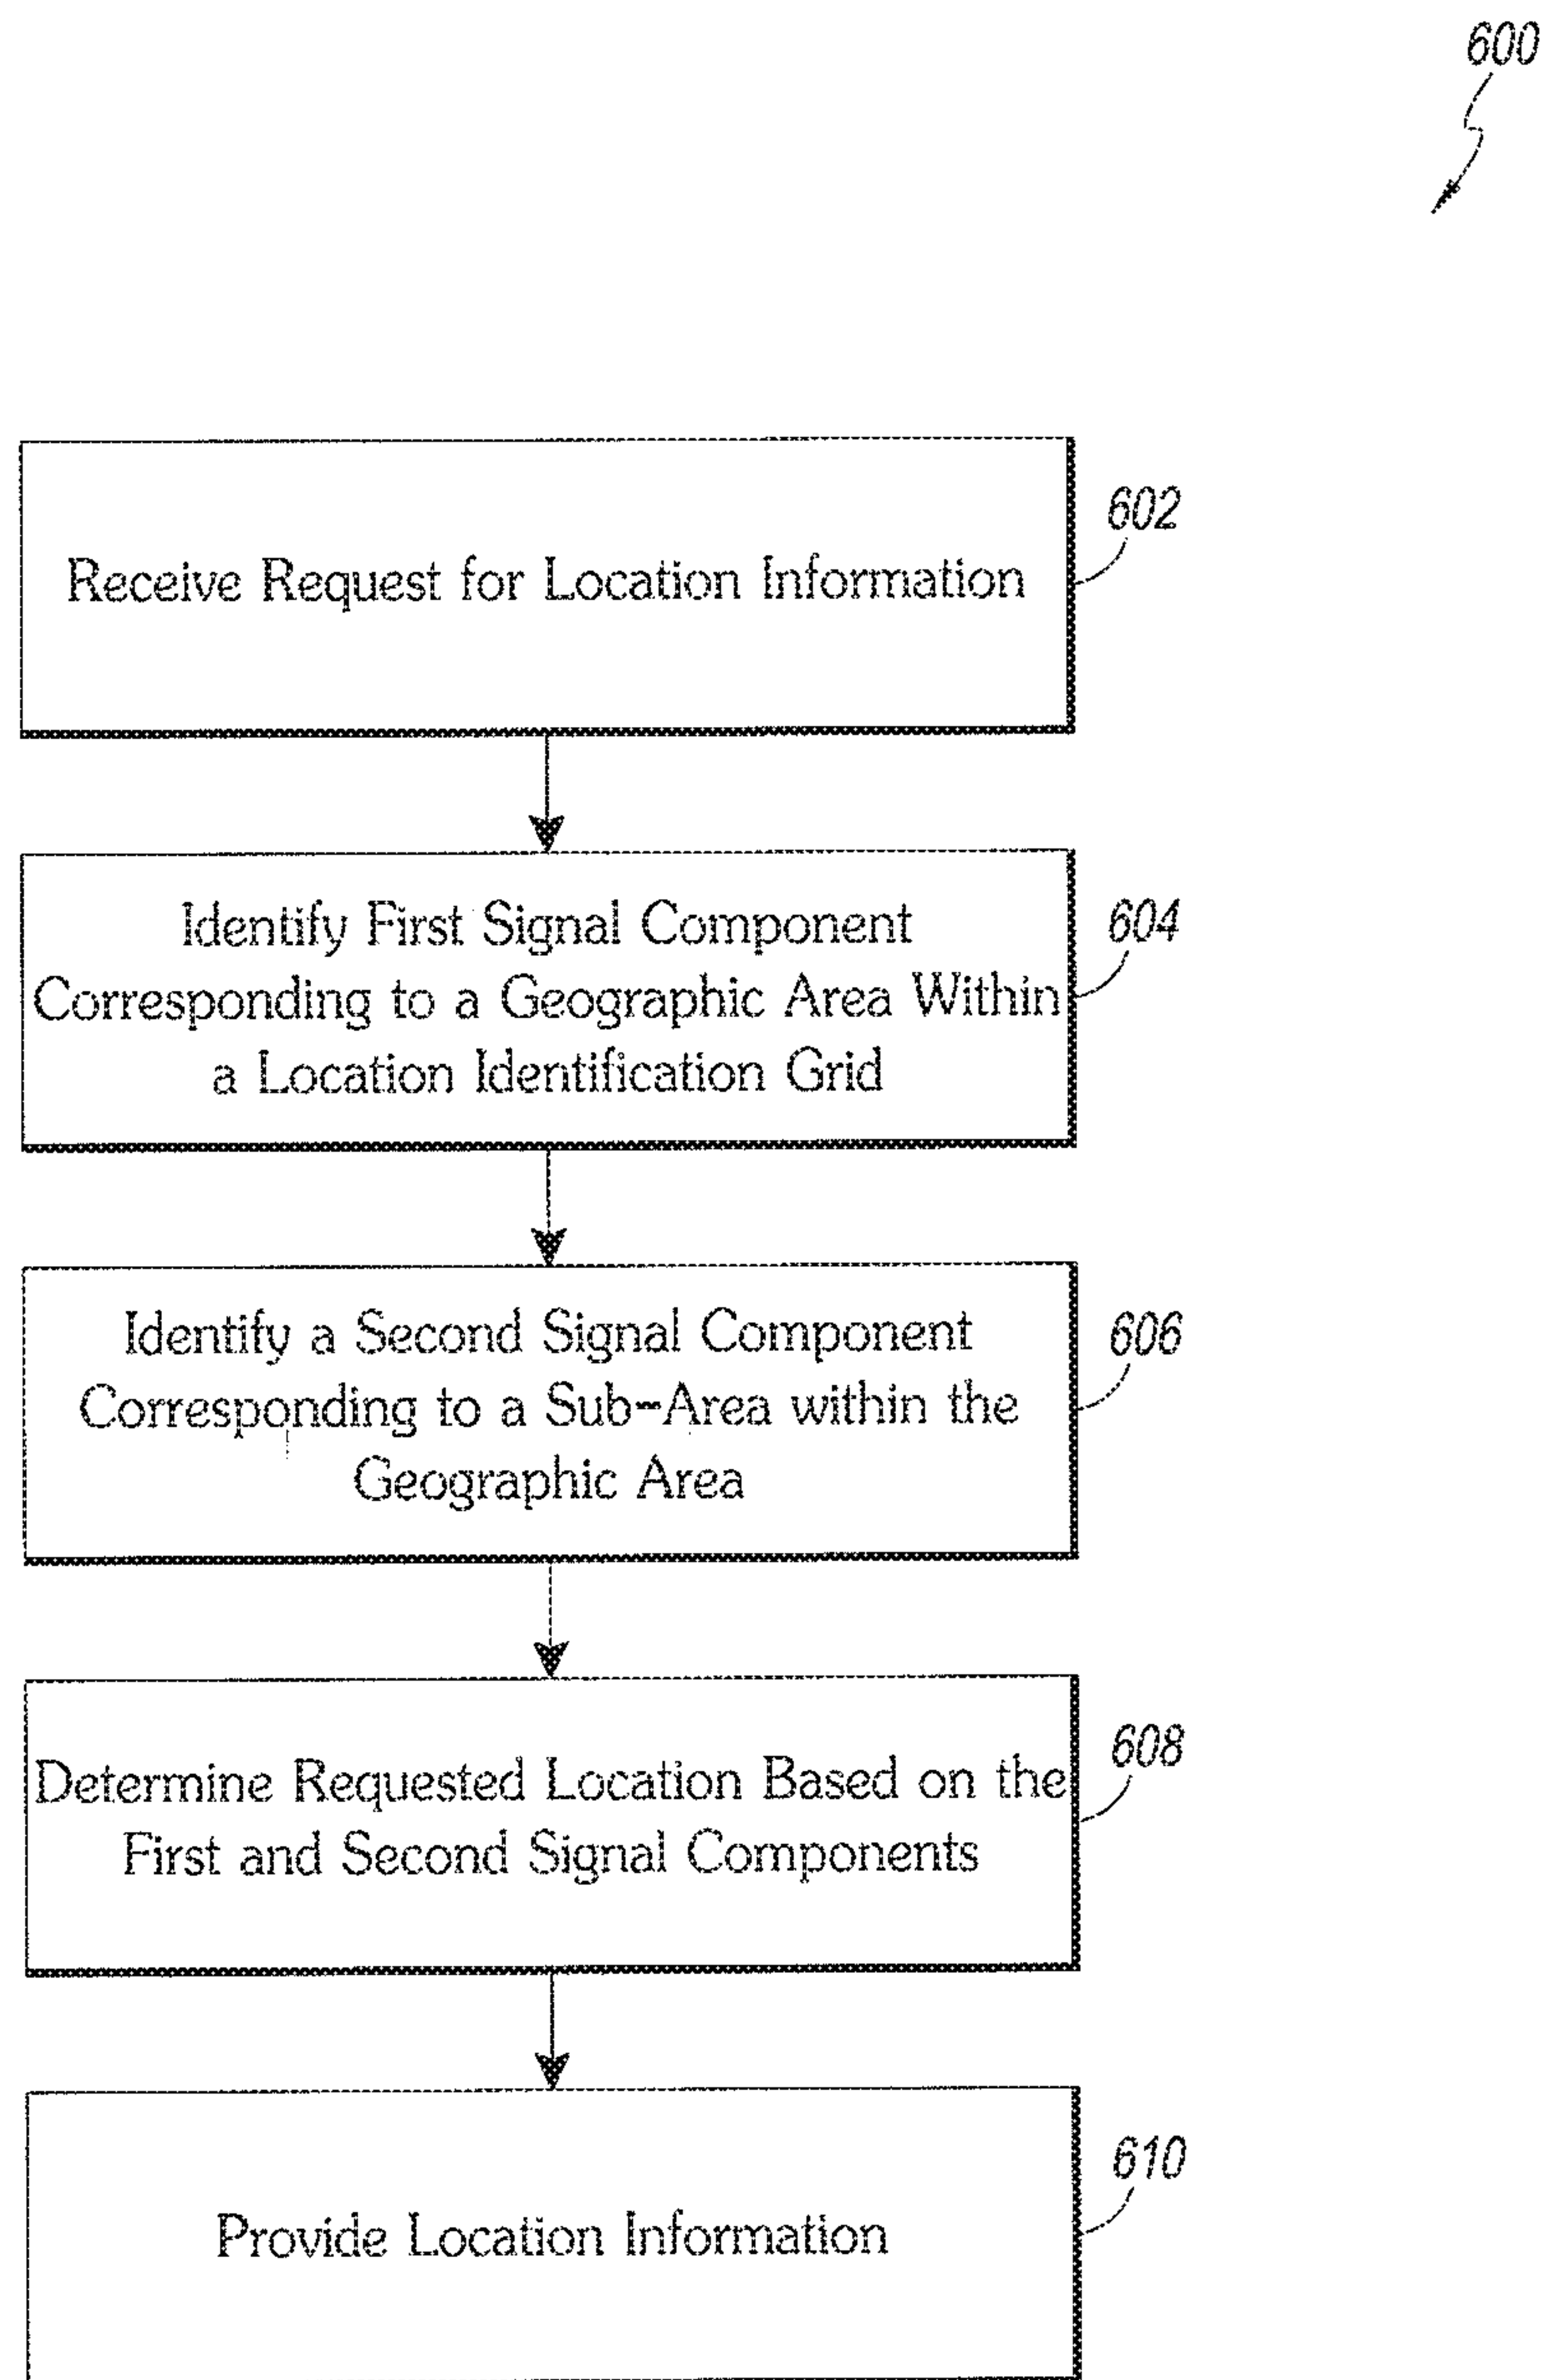 600
Receive Request for Location Information
602
Identify First Signal Component
Corresponding to a Geographic Area Within
a Location Identification Grid
604
Identify a Second Signal Component
Corresponding to a Sub-Area within the
Geographic Area
606
Determine Requested Location Based on the
First and Second Signal Components
608
Provide Location Information
610